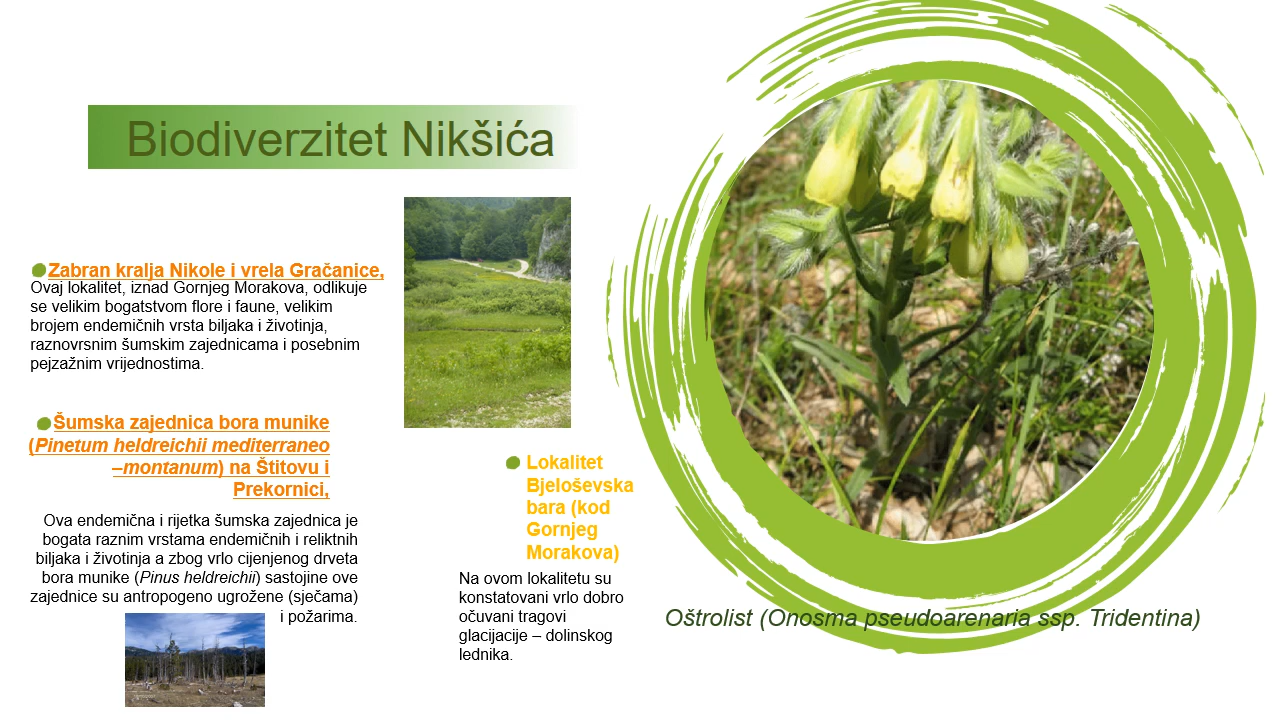 Biodiverzitet Nikšića
Zabran kralja Nikole i vrela Gračanice,
Ovaj lokalitet, iznad Gornjeg Morakova, odlikuje
se velikim bogatstvom flore i faune, velikim
brojem endemičnih vrsta biljaka i životinja,
raznovrsnim šumskim zajednicama i posebnim
pejzažnim vrijednostima.
Šumska zajednica bora munike
(Pinetum heldreichii mediterraneo
–montanum) na Štitovu i
Prekornici,
Ova endemična i rijetka šumska zajednica je
bogata raznim vrstama endemičnih i reliktnih
biljaka i životinja a zbog vrlo cijenjenog drveta
bora munike (Pinus heldreichii) sastojine ove
zajednice su antropogeno ugrožene (sječama)
i požarima.
Lokalitet
Bjeloševska
bara (kod
Gornjeg
Morakova)
Na ovom lokalitetu su
konstatovani vrlo dobro
očuvani tragovi
glacijacije – dolinskog
lednika.
Oštrolist (Onosma pseudoarenaria ssp. Tridentina)